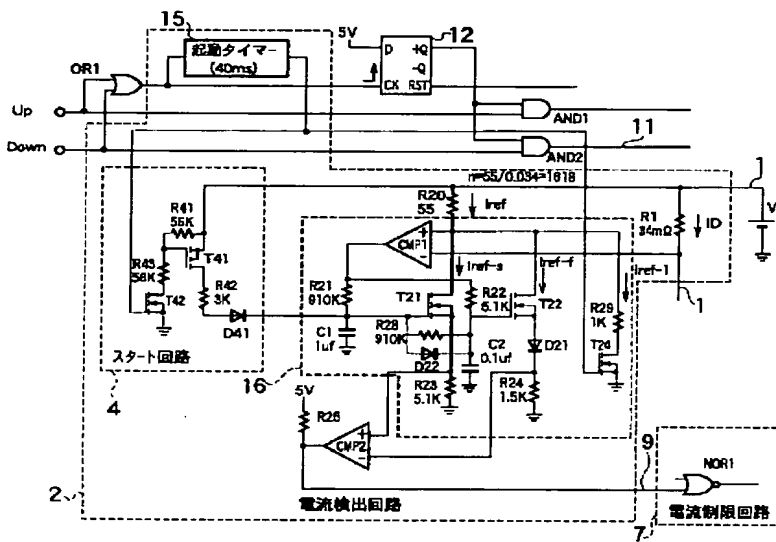 15
起動タイマー
(40ms)
5V
12
D
+Q
-Q
CK
RST
OR1
Up
Down
AND1
AND2
11
n=55/0.034=1618
1
R20
55
Iref
R1
34mΩ
ID
V
R41
56K
T41
R43
56K
T42
R42
3K
D41
スタート回路
4
CMP1
+
-
R21
910K
Iref-s
Iref-f
Iref-l
T21
R22
5.1K
T22
R29
1K
C1
1uf
R28
910K
D22
C2
0.1uf
D21
T24
16
R23
5.1K
R24
1.5K
1
5V
R26
CMP2
+
-
2
電流検出回路
9
NOR1
7
電流制限回路